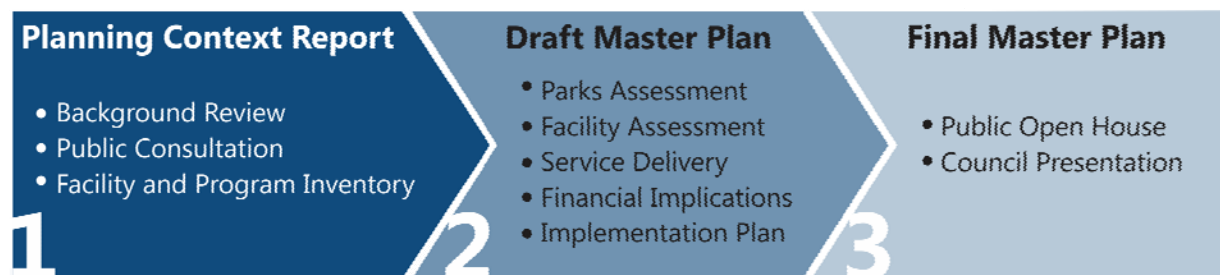 Planning Context Report
• Background Review
• Public Consultation
• Facility and Program Inventory
1
Draft Master Plan
• Parks Assessment
• Facility Assessment
• Service Delivery
• Financial Implications
• Implementation Plan
2
Final Master Plan
• Public Open House
• Council Presentation
3